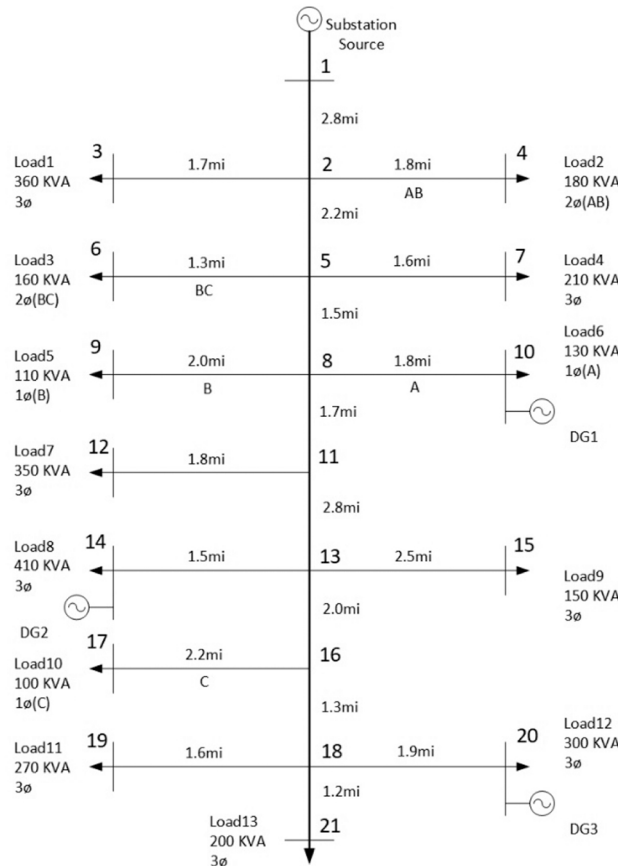 Substation
Source
1
2.8mi
Load1
360 KVA
3ø
3
1.7mi
2
1.8mi
AB
4
Load2
180 KVA
2ø(AB)
2.2mi
Load3
160 KVA
2ø(BC)
6
1.3mi
BC
5
1.6mi
7
Load4
210 KVA
3ø
1.5mi
Load5
110 KVA
1ø(B)
9
2.0mi
B
8
1.8mi
A
10
Load6
130 KVA
1ø(A)
DG1
1.7mi
Load7
350 KVA
3ø
12
1.8mi
11
2.8mi
Load8
410 KVA
3ø
DG2
14
1.5mi
13
2.5mi
15
Load9
150 KVA
3ø
2.0mi
17
Load10
100 KVA
1ø(C)
2.2mi
C
16
1.3mi
Load11
270 KVA
3ø
19
1.6mi
18
1.9mi
20
Load12
300 KVA
3ø
DG3
1.2mi
Load13
200 KVA
3ø
21